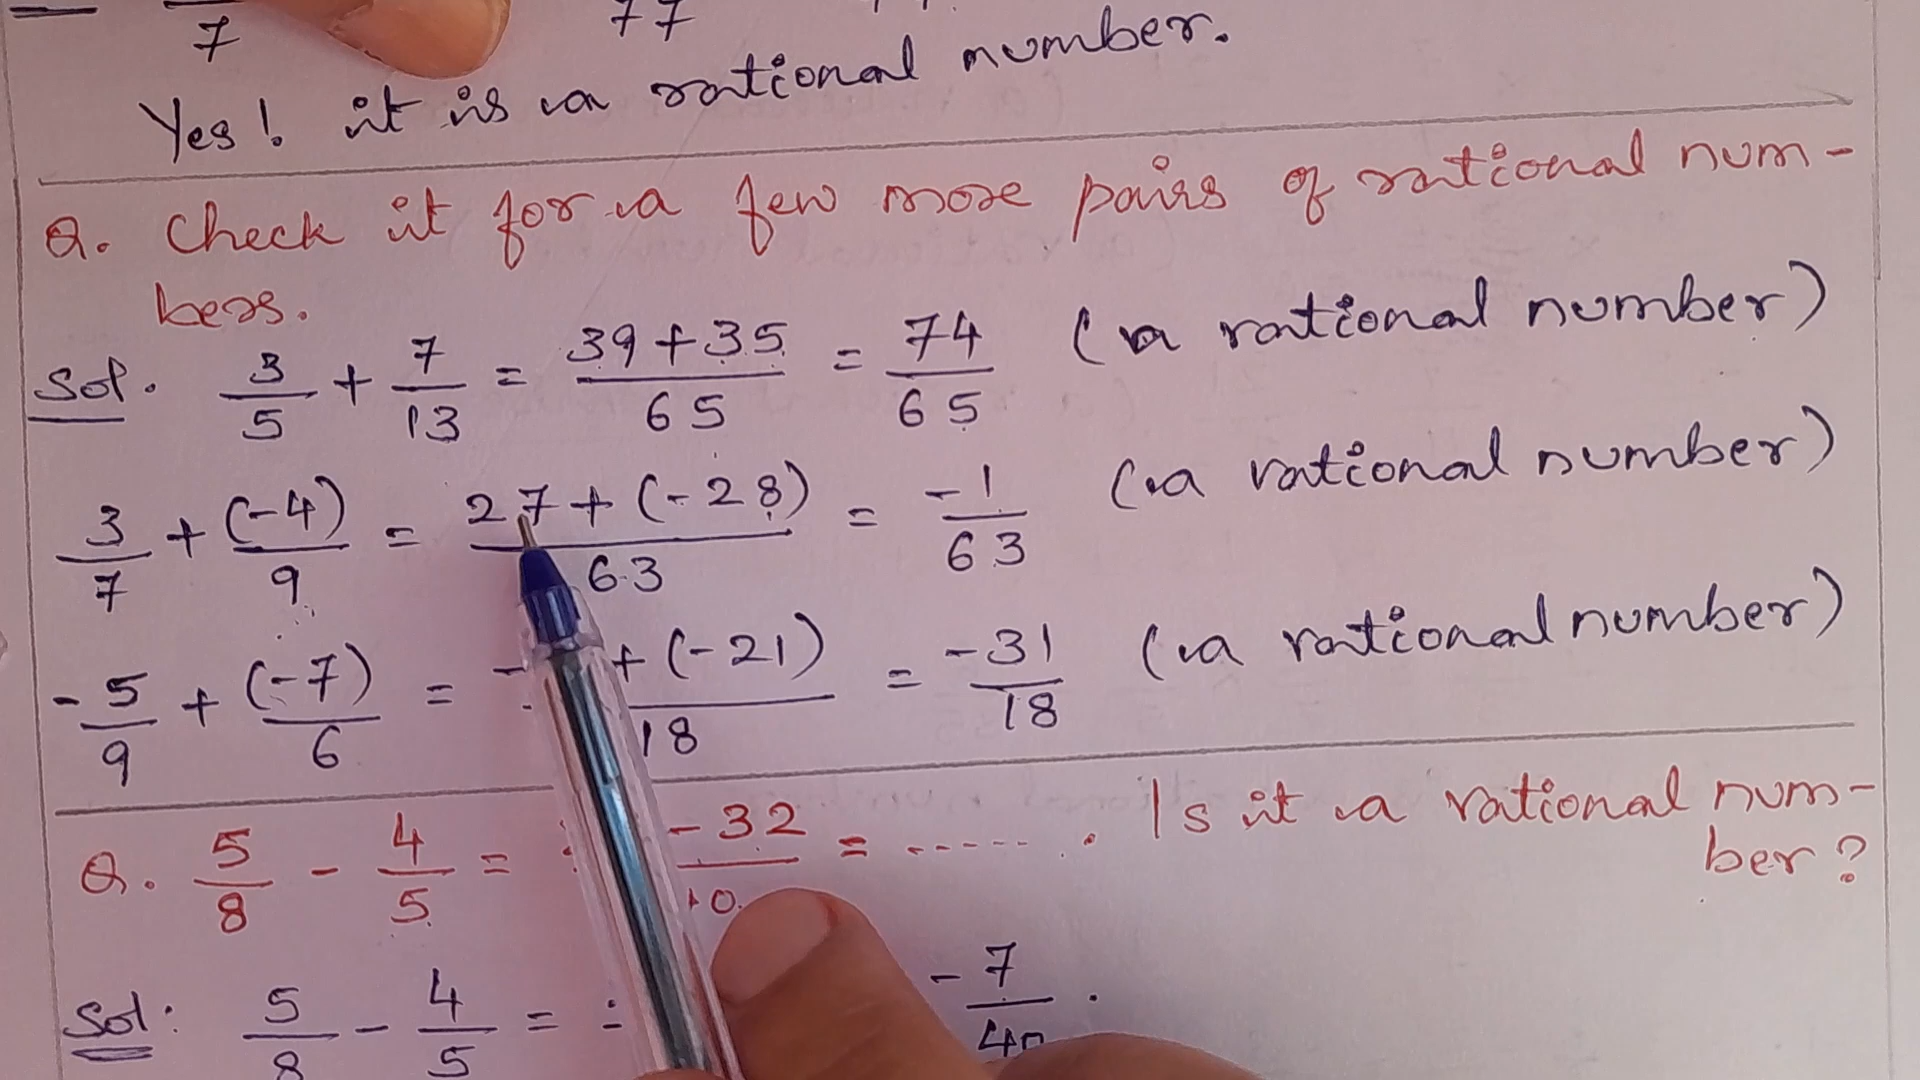 7 77
Yes! it is a rational number.
Q. Check it for a few more pairs of rational num-
bers.
Sol. 3/5 + 7/13 = 39+35/65 = 74/65 (a rational number)
3/7 + (-4)/9 = 27+(-28)/63 = -1/63 (a rational number)
-5/9 + (-7)/6 = - +(-21)/18 = -31/18 (a rational number)
Q. 5/8 - 4/5 = -32/ 0 = ...... . Is it a rational num-
ber?
Sol: 5/8 - 4/5 = -7/40 .